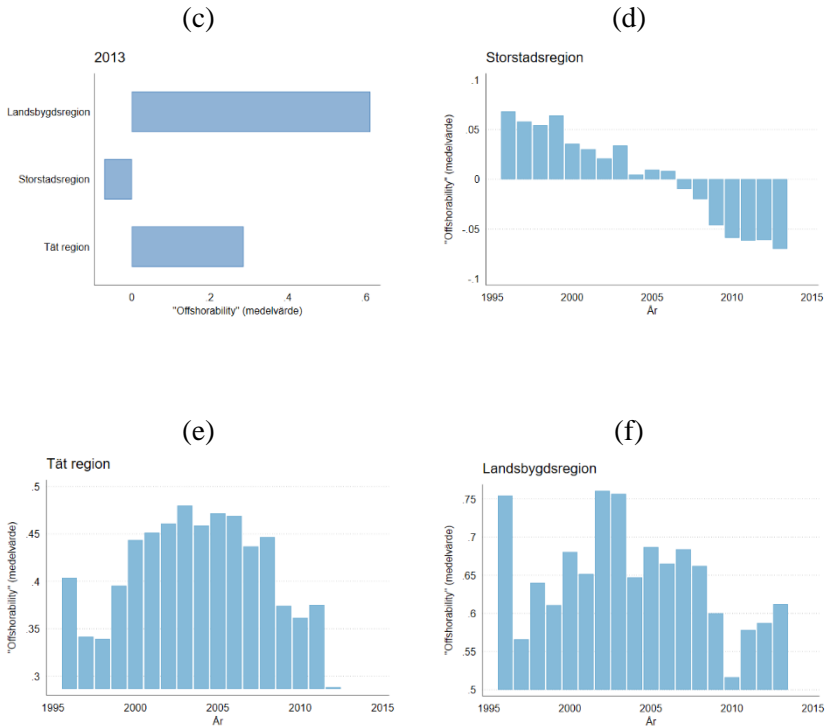 (c)
2013
Landsbygdsregion
Storstadsregion
Tät region
0 .2 .4 .6
"Offshorability" (medelvärde)
(d)
Storstadsregion
"Offshorability" (medelvärde)
.1
.05
0
-.05
-.1
1995 2000 2005 2010 2015
År
(e)
Tät region
"Offshorability" (medelvärde)
.5
.45
.4
.35
.3
1995 2000 2005 2010 2015
År
(f)
Landsbygdsregion
"Offshorability" (medelvärde)
.75
.7
.65
.6
.55
.5
1995 2000 2005 2010 2015
År